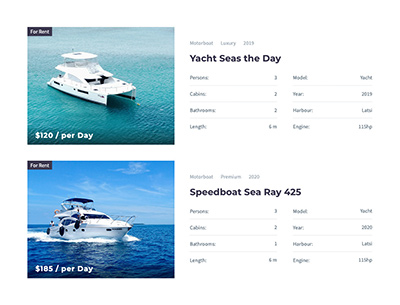 For Rent
$120 / per Day
Motorboat Luxury 2019
Yacht Seas the Day
Persons: 3 Model: Yacht
Cabins: 2 Year: 2019
Bathrooms: 2 Harbour: Latsi
Length: 6 m Engine: 115hp
For Rent
$185 / per Day
Motorboat Premium 2020
Speedboat Sea Ray 425
Persons: 3 Model: Yacht
Cabins: 2 Year: 2020
Bathrooms: 1 Harbour: Latsi
Length: 6 m Engine: 115hp